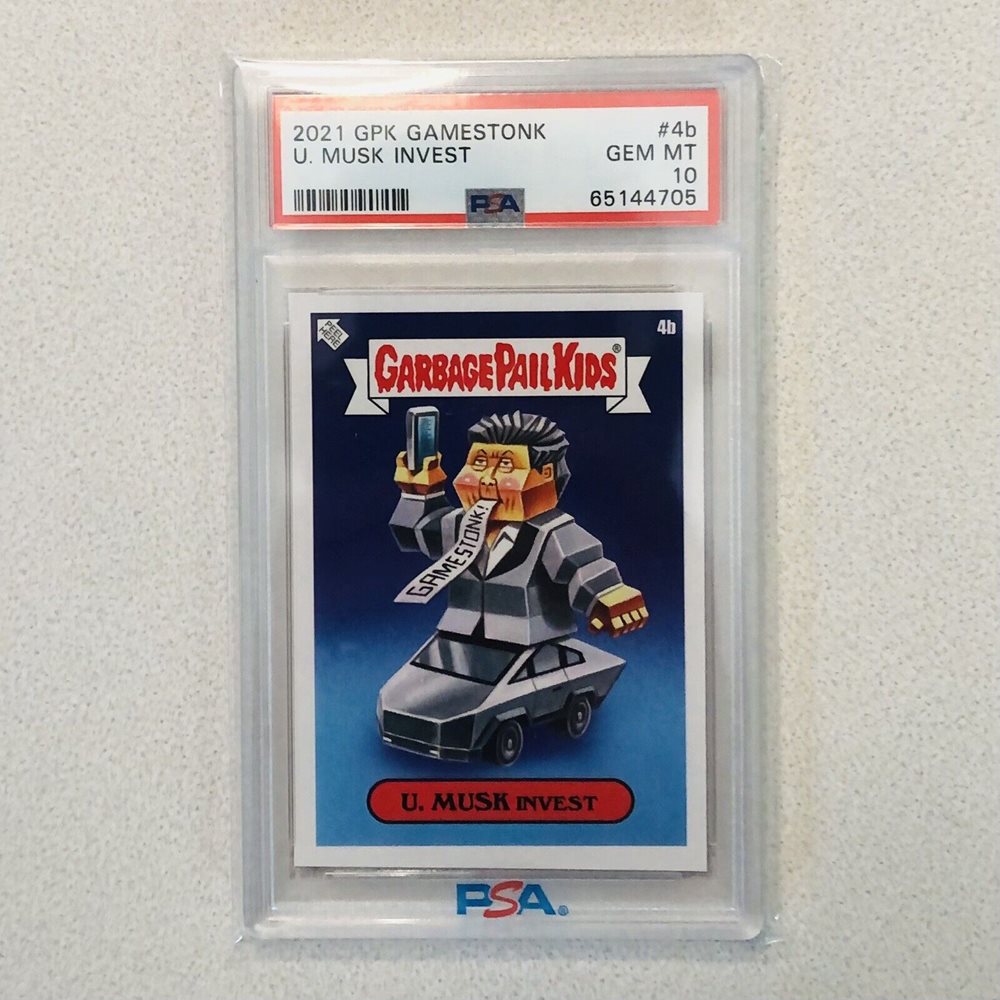 2021 GPK GAMESTONK #4b
U. MUSK INVEST GEM MT
10
PSA 65144705
PEEL HERE
4b
GARBAGE PAIL KIDS®
GAMESTONK!
U. MUSK INVEST
PSA®